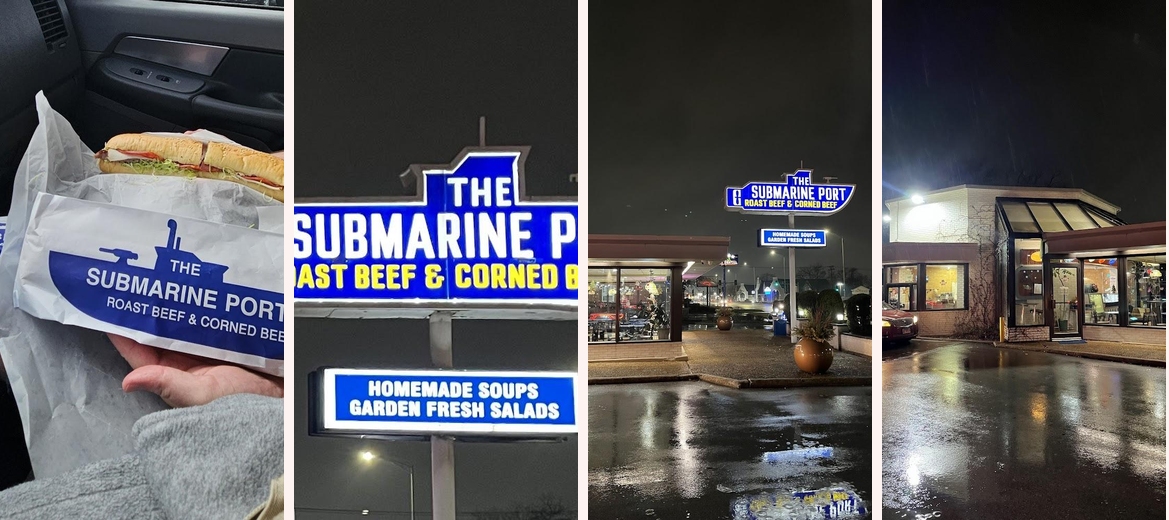 THE
SUBMARINE PORT
ROAST BEEF & CORNED BEE
THE
SUBMARINE P
OAST BEEF & CORNED B
HOMEMADE SOUPS
GARDEN FRESH SALADS
THE
SUBMARINE PORT
ROAST BEEF & CORNED BEEF
HOMEMADE SOUPS
GARDEN FRESH SALADS